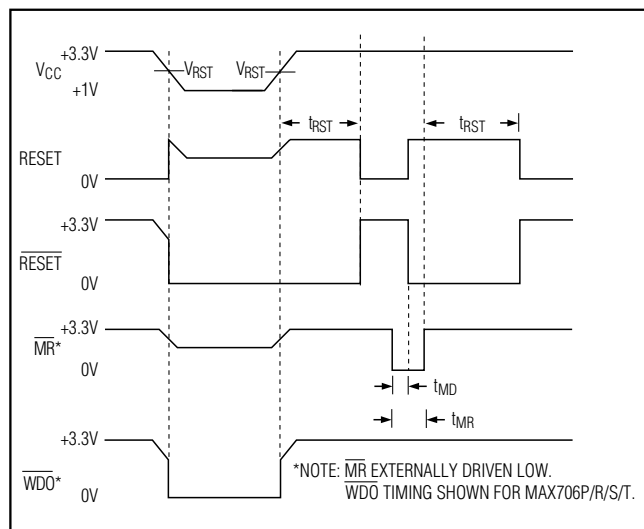 +3.3V
VCC
VRST
VRST
+1V
tRST
tRST
RESET
0V
+3.3V
RESET
0V
+3.3V
MR*
0V
tMD
tMR
+3.3V
*NOTE: MR EXTERNALLY DRIVEN LOW.
WDO*
WDO TIMING SHOWN FOR MAX706P/R/S/T.
0V